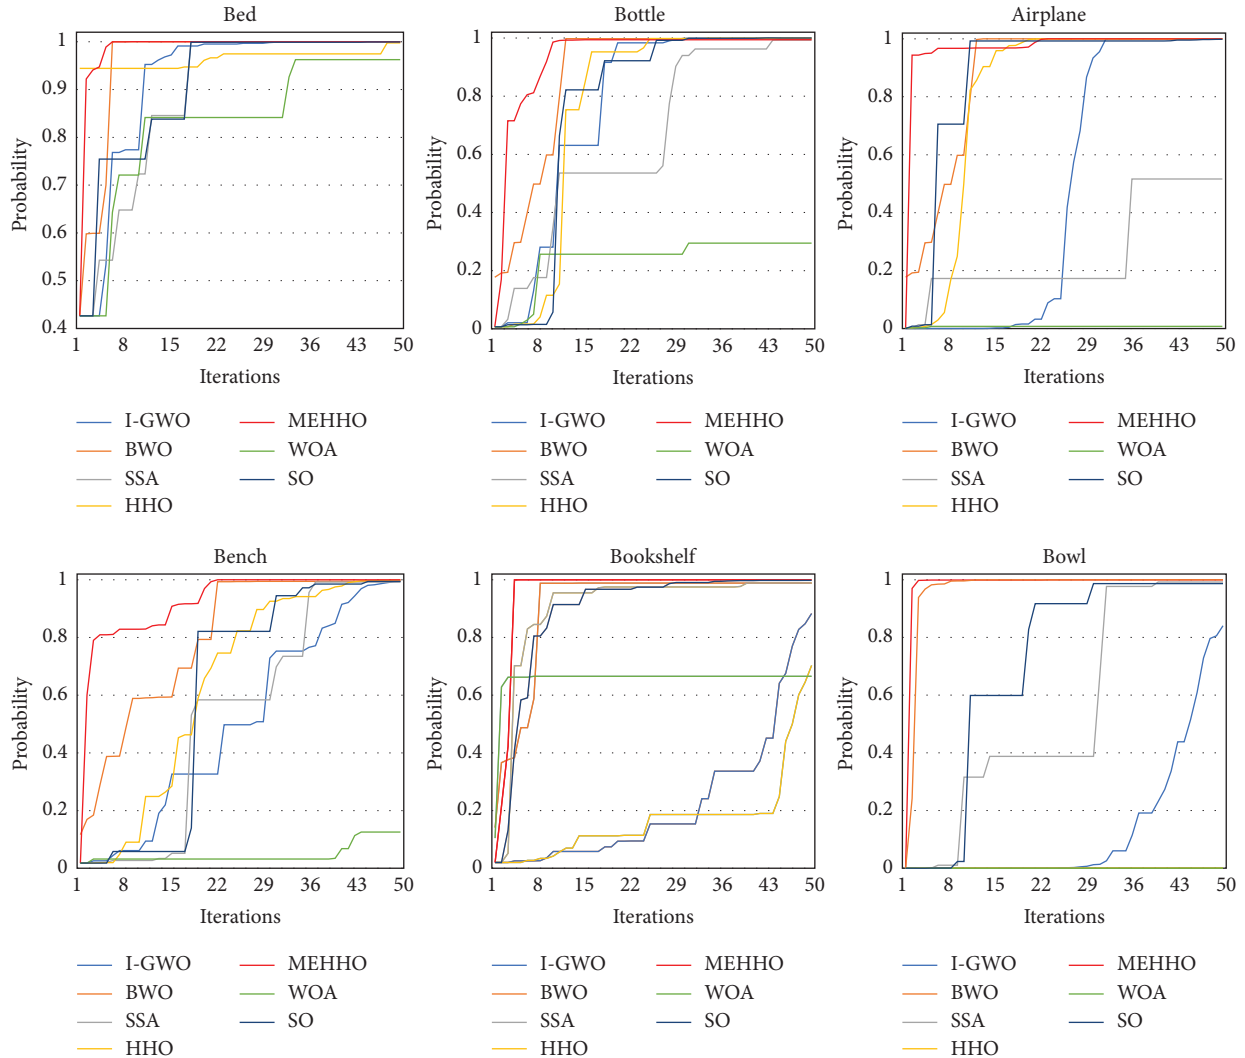 Bed
1
0.9
0.8
0.7
0.6
0.5
0.4
Probability
1 8 15 22 29 36 43 50
Iterations
I-GWO MEHHO
BWO WOA
SSA SO
HHO
Bottle
1
0.8
0.6
0.4
0.2
0
Probability
1 8 15 22 29 36 43 50
Iterations
I-GWO MEHHO
BWO WOA
SSA SO
HHO
Airplane
1
0.8
0.6
0.4
0.2
0
Probability
1 8 15 22 29 36 43 50
Iterations
I-GWO MEHHO
BWO WOA
SSA SO
HHO
Bench
1
0.8
0.6
0.4
0.2
0
Probability
1 8 15 22 29 36 43 50
Iterations
I-GWO MEHHO
BWO WOA
SSA SO
HHO
Bookshelf
1
0.8
0.6
0.4
0.2
0
Probability
1 8 15 22 29 36 43 50
Iterations
I-GWO MEHHO
BWO WOA
SSA SO
HHO
Bowl
1
0.8
0.6
0.4
0.2
0
Probability
1 8 15 22 29 36 43 50
Iterations
I-GWO MEHHO
BWO WOA
SSA SO
HHO